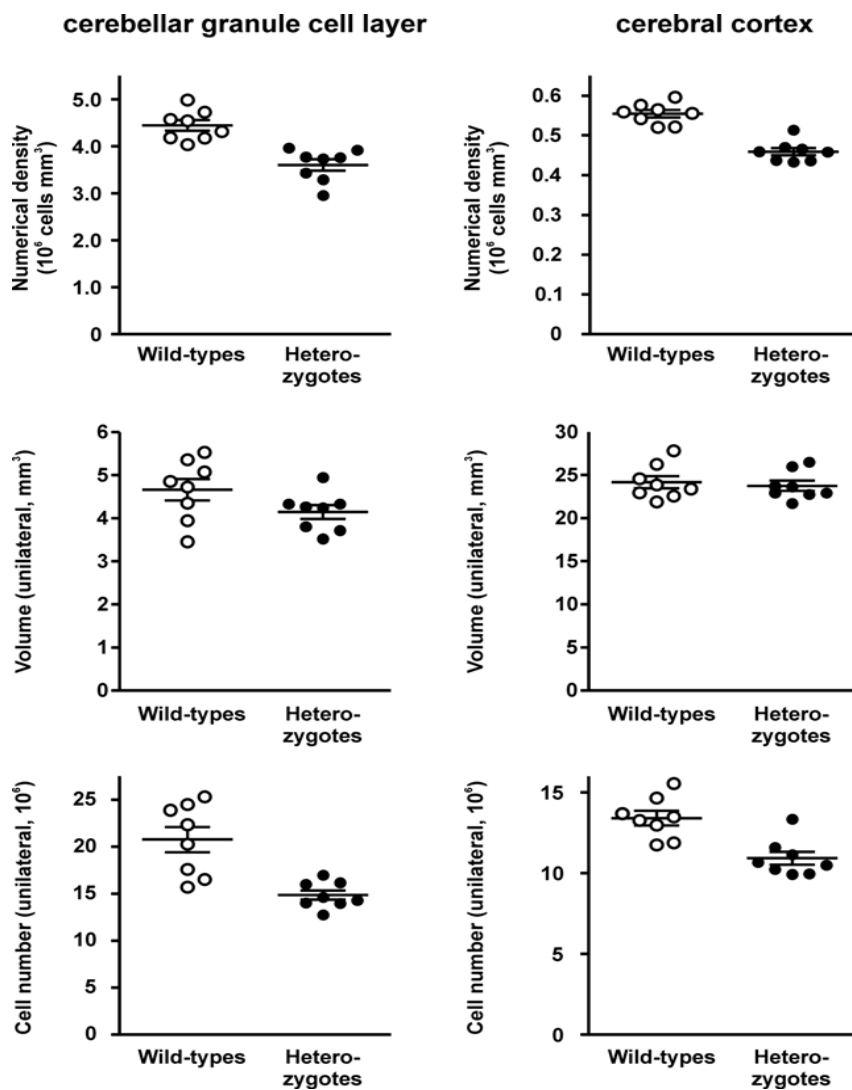 cerebellar granule cell layer
cerebral cortex
Numerical density
(10⁶ cells mm³)
5.0
4.0
3.0
2.0
1.0
0
Wild-types
Hetero-
zygotes
Numerical density
(10⁶ cells mm³)
0.6
0.5
0.4
0.3
0.2
0.1
0
Wild-types
Hetero-
zygotes
Volume (unilateral, mm³)
6
5
4
3
2
1
0
Wild-types
Hetero-
zygotes
Volume (unilateral, mm³)
30
25
20
15
10
5
0
Wild-types
Hetero-
zygotes
Cell number (unilateral, 10⁶)
25
20
15
10
5
0
Wild-types
Hetero-
zygotes
Cell number (unilateral, 10⁶)
15
10
5
0
Wild-types
Hetero-
zygotes